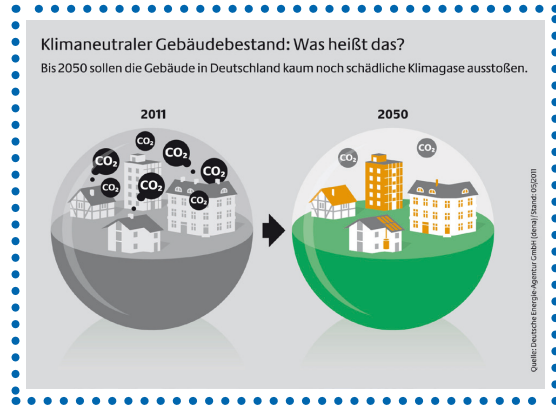 Klimaneutraler Gebäudebestand: Was heißt das?
Bis 2050 sollen die Gebäude in Deutschland kaum noch schädliche Klimagase ausstoßen.
2011
2050
CO₂
CO₂
CO₂
CO₂
CO₂
CO₂
CO₂
CO₂
CO₂
Quelle: Deutsche Energie-Agentur GmbH (dena) | Stand: 05|2011